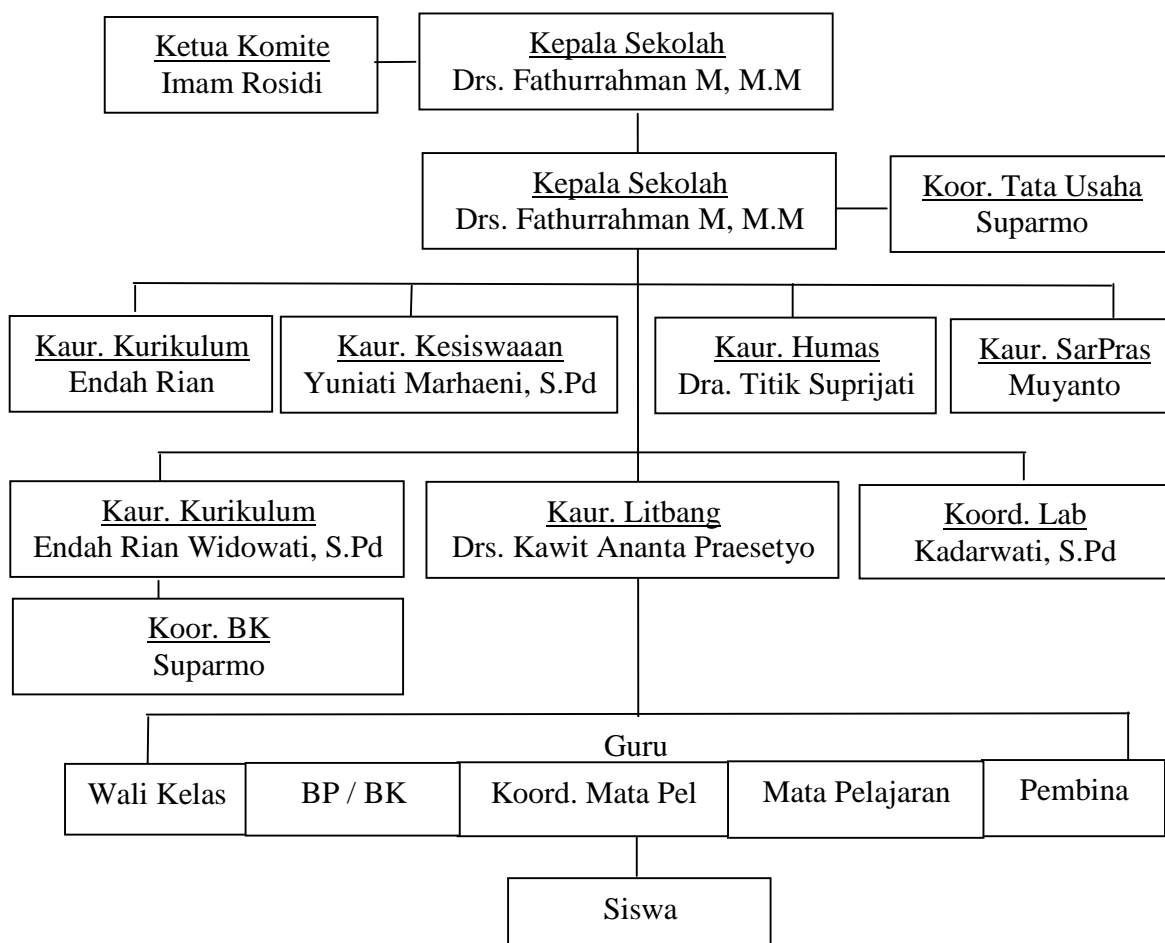 Ketua Komite
Imam Rosidi
Kepala Sekolah
Drs. Fathurrahman M, M.M
Kepala Sekolah
Drs. Fathurrahman M, M.M
Koor. Tata Usaha
Suparmo
Kaur. Kurikulum
Endah Rian
Kaur. Kesiswaaan
Yuniati Marhaeni, S.Pd
Kaur. Humas
Dra. Titik Suprijati
Kaur. SarPras
Muyanto
Kaur. Kurikulum
Endah Rian Widowati, S.Pd
Kaur. Litbang
Drs. Kawit Ananta Praesetyo
Koord. Lab
Kadarwati, S.Pd
Koor. BK
Suparmo
Guru
Wali Kelas
BP / BK
Koord. Mata Pel
Mata Pelajaran
Pembina
Siswa